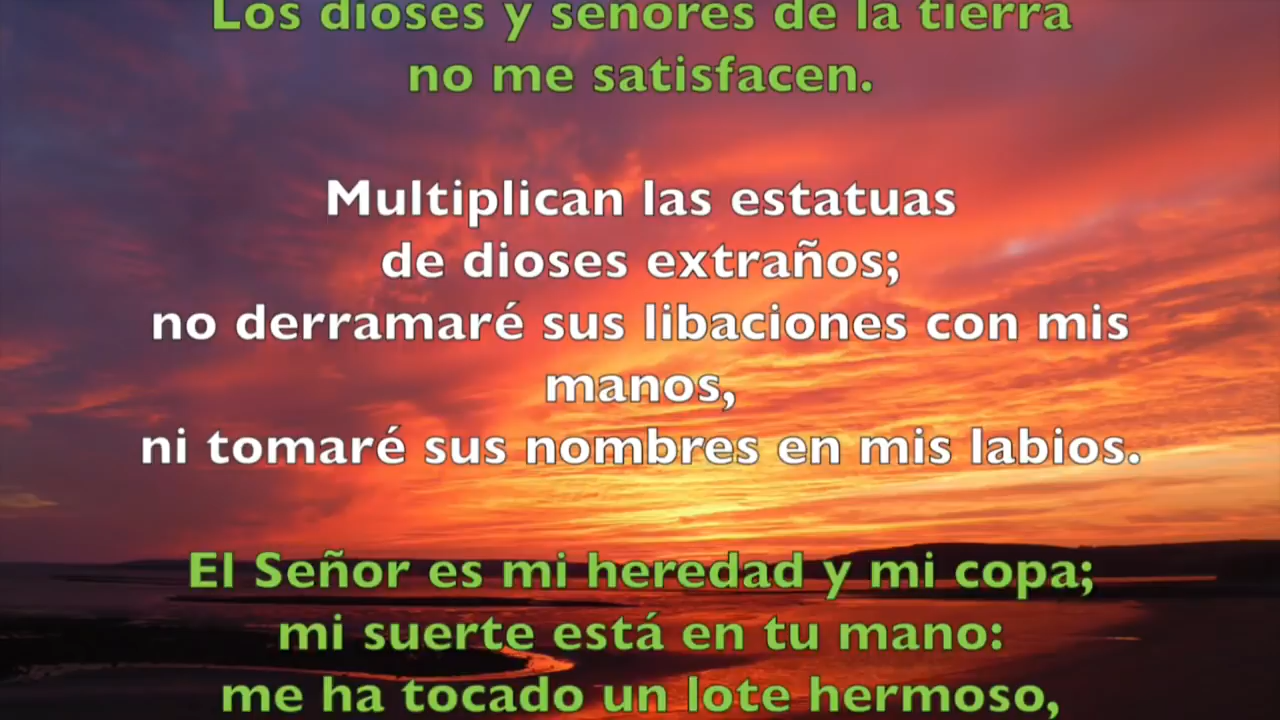 Los dioses y señores de la tierra
no me satisfacen.
Multiplican las estatuas
de dioses extraños;
no derramaré sus libaciones con mis
manos,
ni tomaré sus nombres en mis labios.
El Señor es mi heredad y mi copa;
mi suerte está en tu mano:
me ha tocado un lote hermoso,